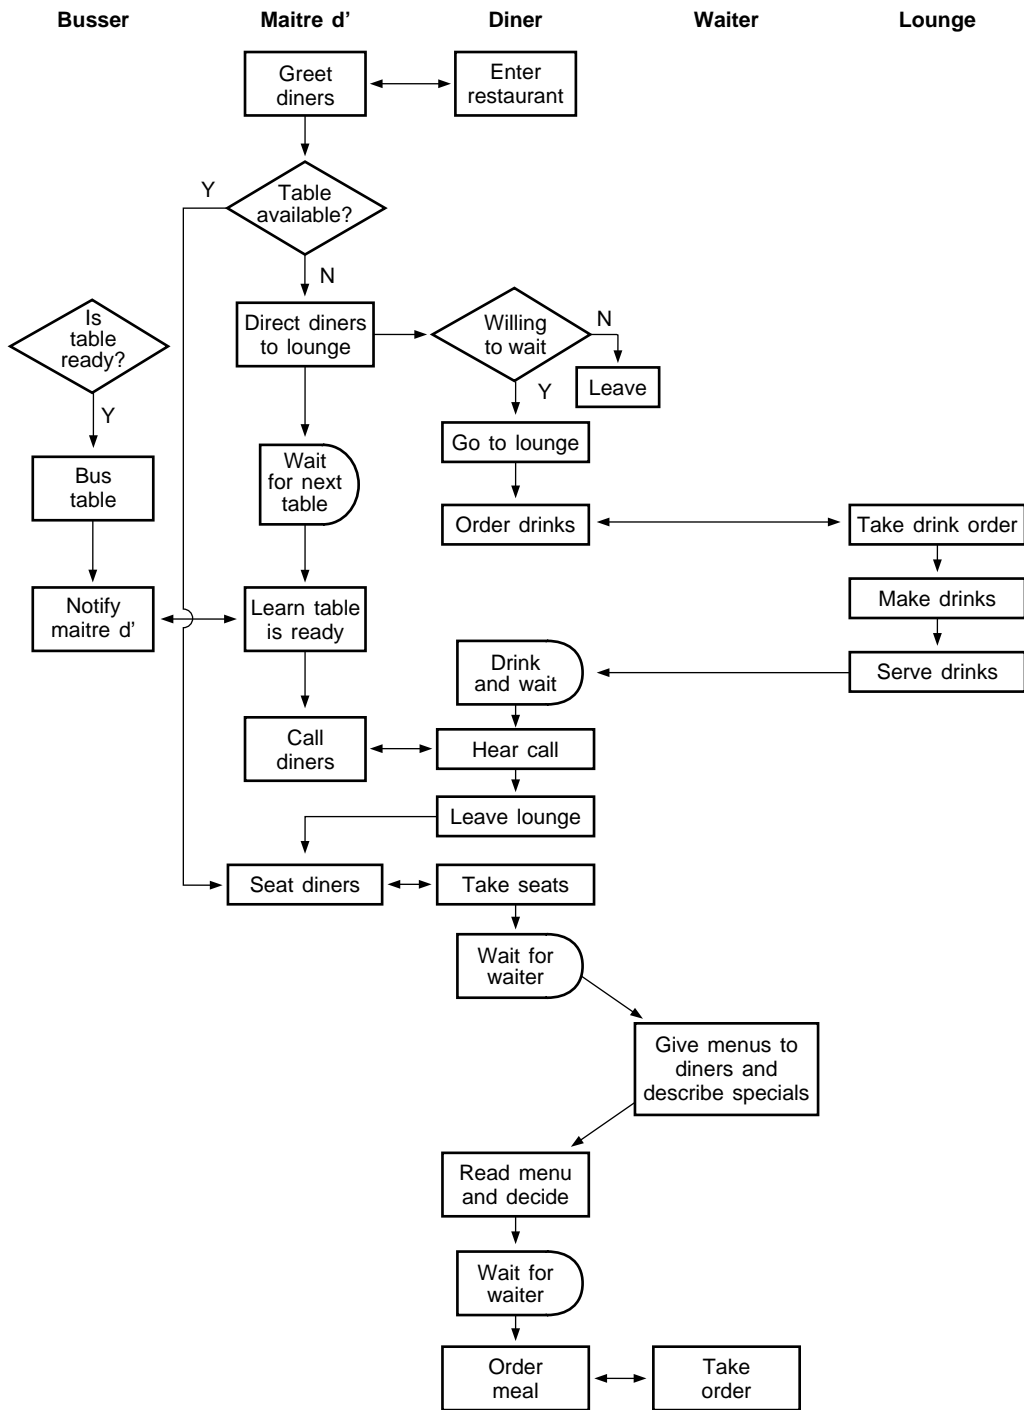 Busser
Maitre d’
Diner
Waiter
Lounge
Greet
diners
Enter
restaurant
Y
Table
available?
N
Is
table
ready?
Direct diners
to lounge
Willing
to wait
N
Leave
Y
Y
Go to lounge
Bus
table
Wait
for next
table
Order drinks
Take drink order
Make drinks
Notify
maitre d’
Learn table
is ready
Drink
and wait
Serve drinks
Call
diners
Hear call
Leave lounge
Seat diners
Take seats
Wait for
waiter
Give menus to
diners and
describe specials
Read menu
and decide
Wait for
waiter
Order
meal
Take
order